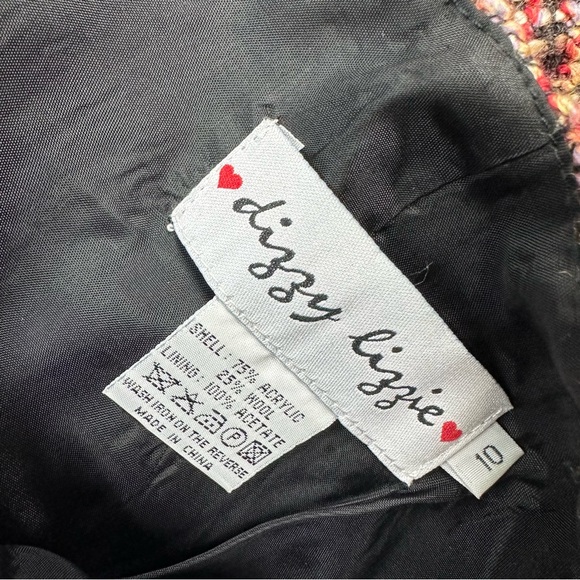 dizzy lizzie
10
SHELL: 75% ACRYLIC
25% WOOL
LINING: 100% ACETATE
P
WASH IRON ON THE REVERSE
MADE IN CHINA